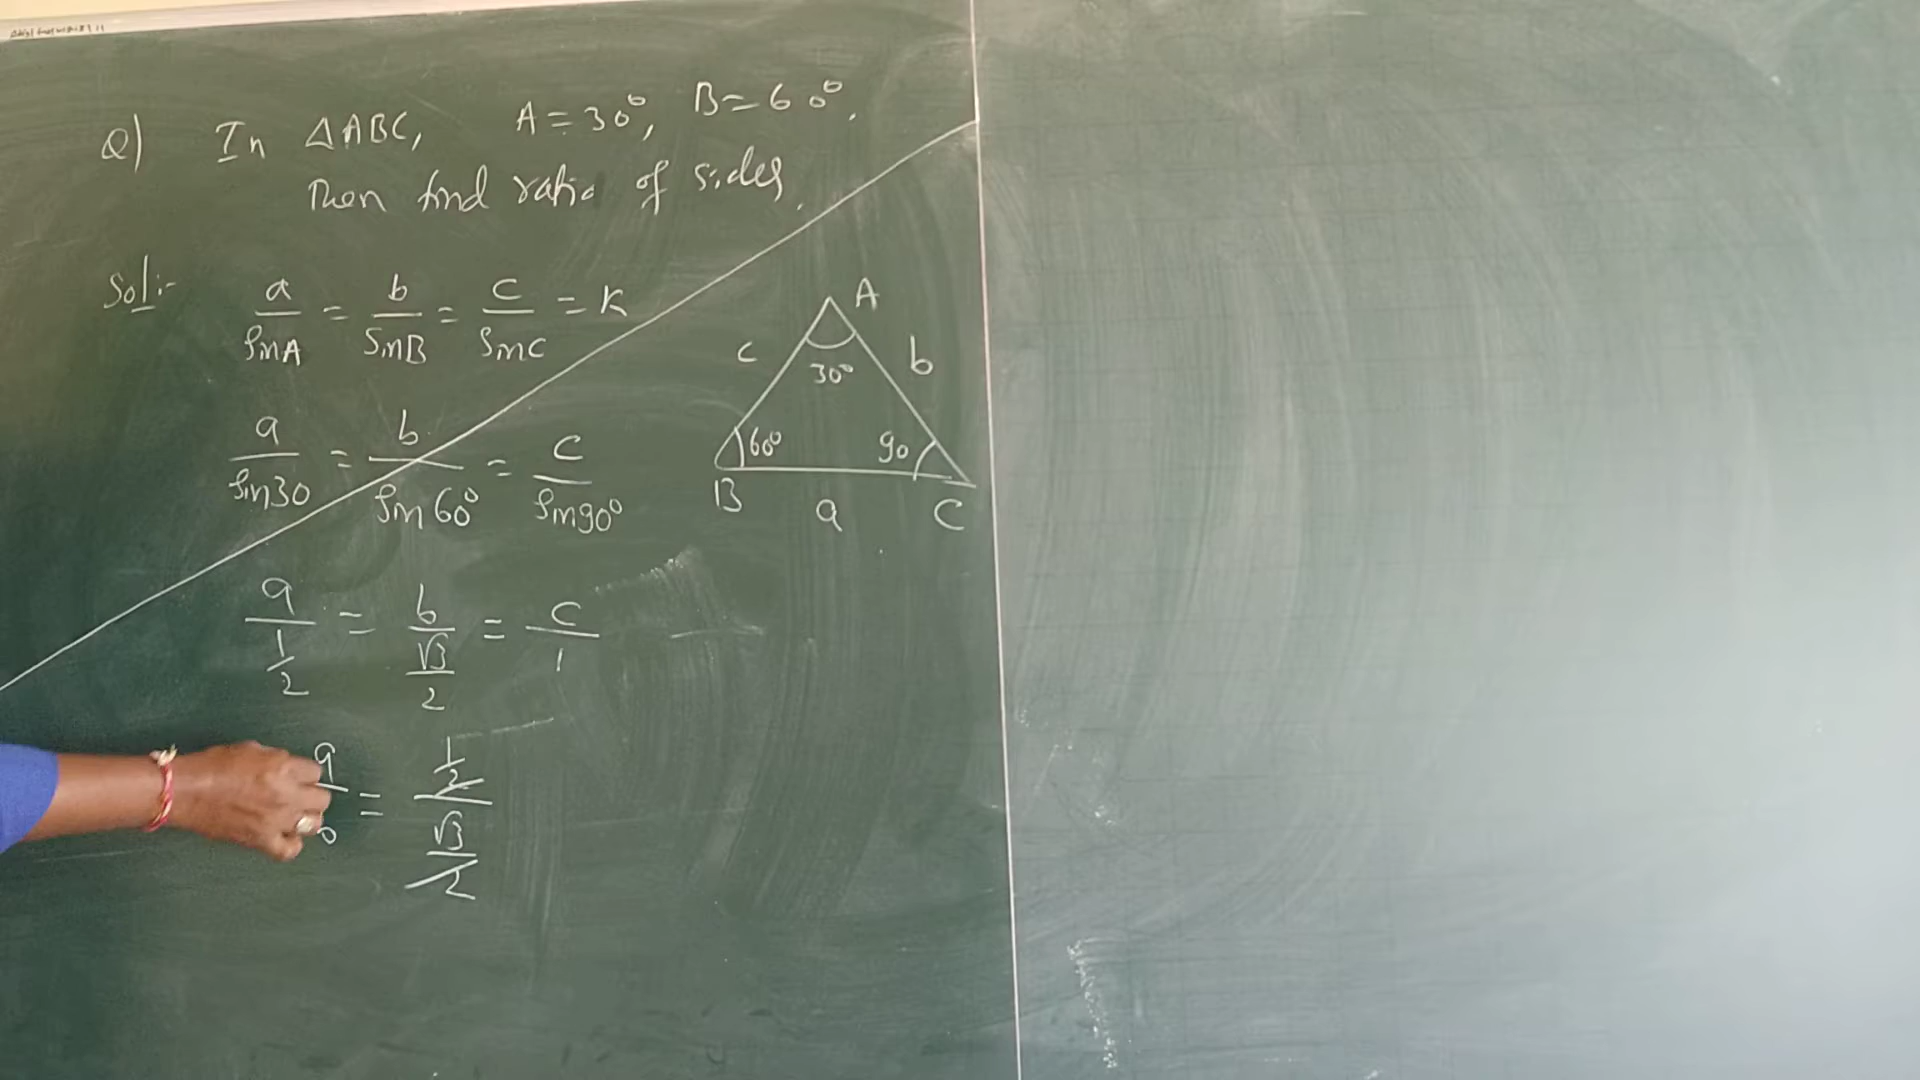 Q) In ΔABC, A = 30°, B = 60°.
Then find ratio of sides.
Sol:-
a/SinA = b/SinB = c/SinC = K
a/Sin30 = b/Sin60° = c/Sin90°
a/(1/2) = b/(√3/2) = c/1
a/b = (1/2)/(√3/2)
A
c
30°
b
60°
90
B
a
C